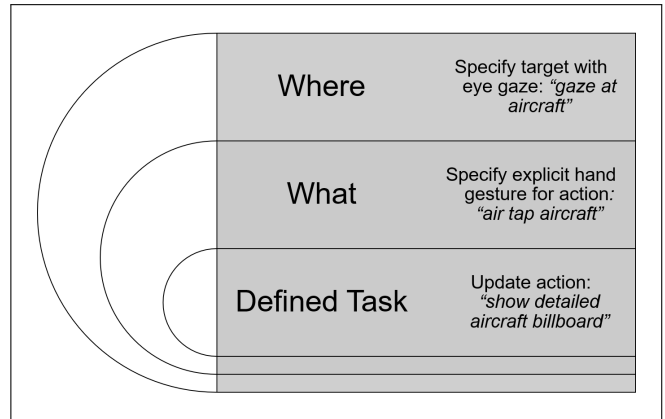 Where
Specify target with
eye gaze: "gaze at
aircraft"
What
Specify explicit hand
gesture for action:
"air tap aircraft"
Defined Task
Update action:
"show detailed
aircraft billboard"